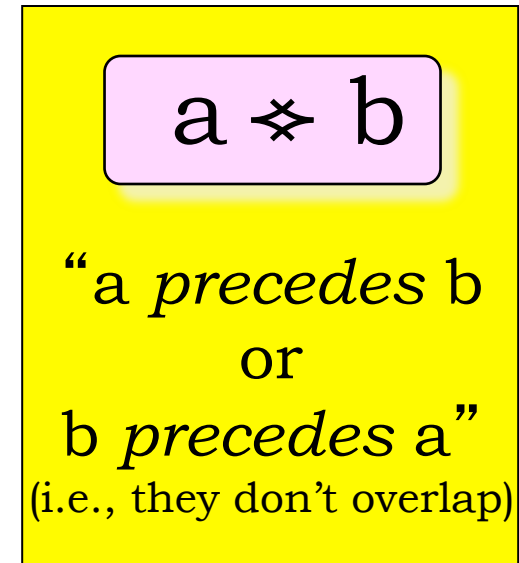 a ≺≻ b
“a precedes b
or
b precedes a”
(i.e., they don’t overlap)